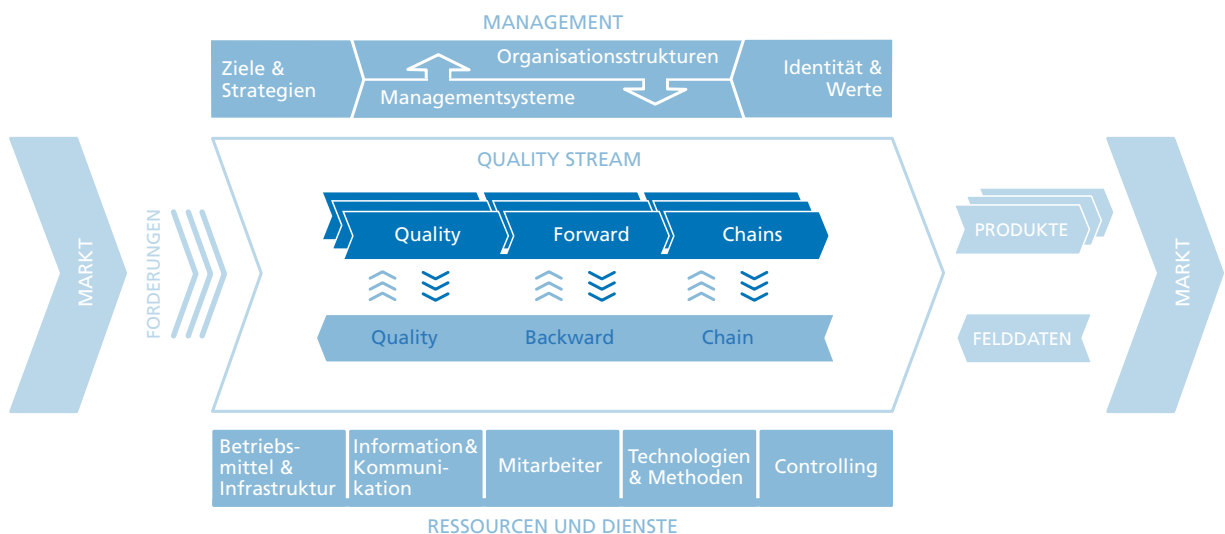 MANAGEMENT
Ziele &
Strategien
Organisationsstrukturen
Managementsysteme
Identität &
Werte
MARKT
FORDERUNGEN
QUALITY STREAM
Quality Forward Chains
Quality Backward Chain
PRODUKTE
FELDDATEN
MARKT
Betriebs-
mittel &
Infrastruktur
Information &
Kommuni-
kation
Mitarbeiter
Technologien
& Methoden
Controlling
RESSOURCEN UND DIENSTE